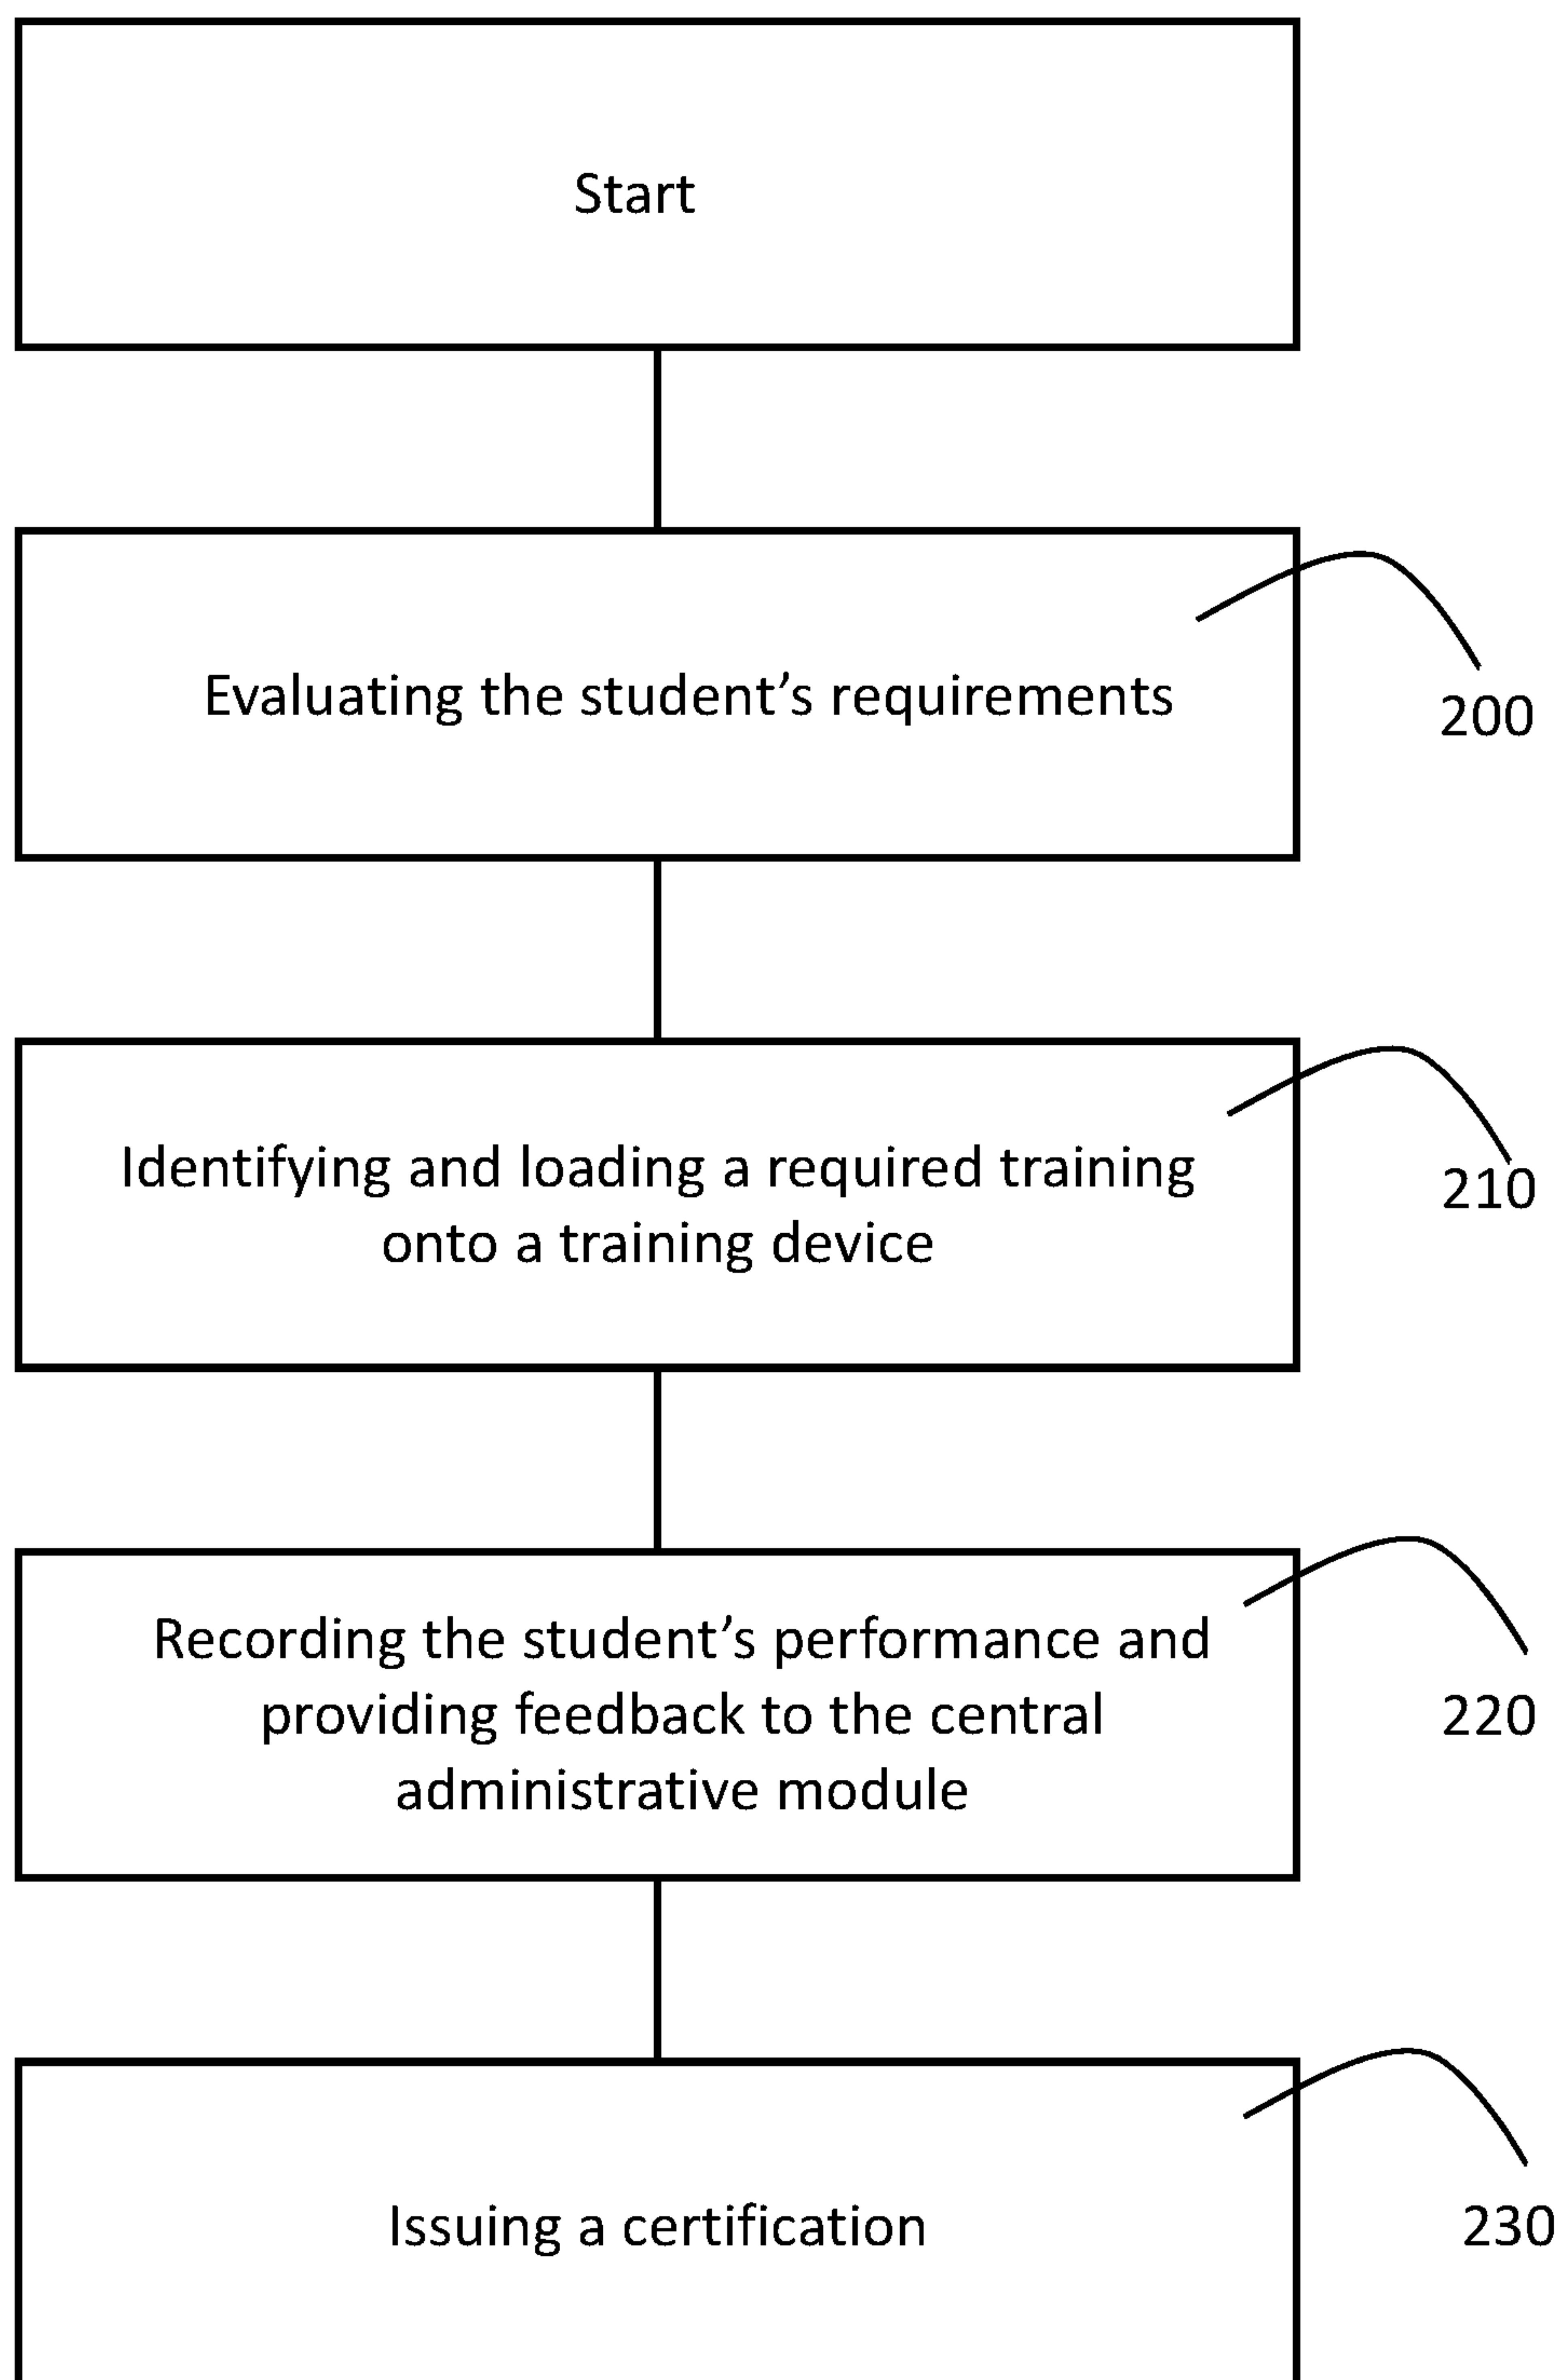 Start
Evaluating the student’s requirements
200
Identifying and loading a required training
onto a training device
210
Recording the student’s performance and
providing feedback to the central
administrative module
220
Issuing a certification
230